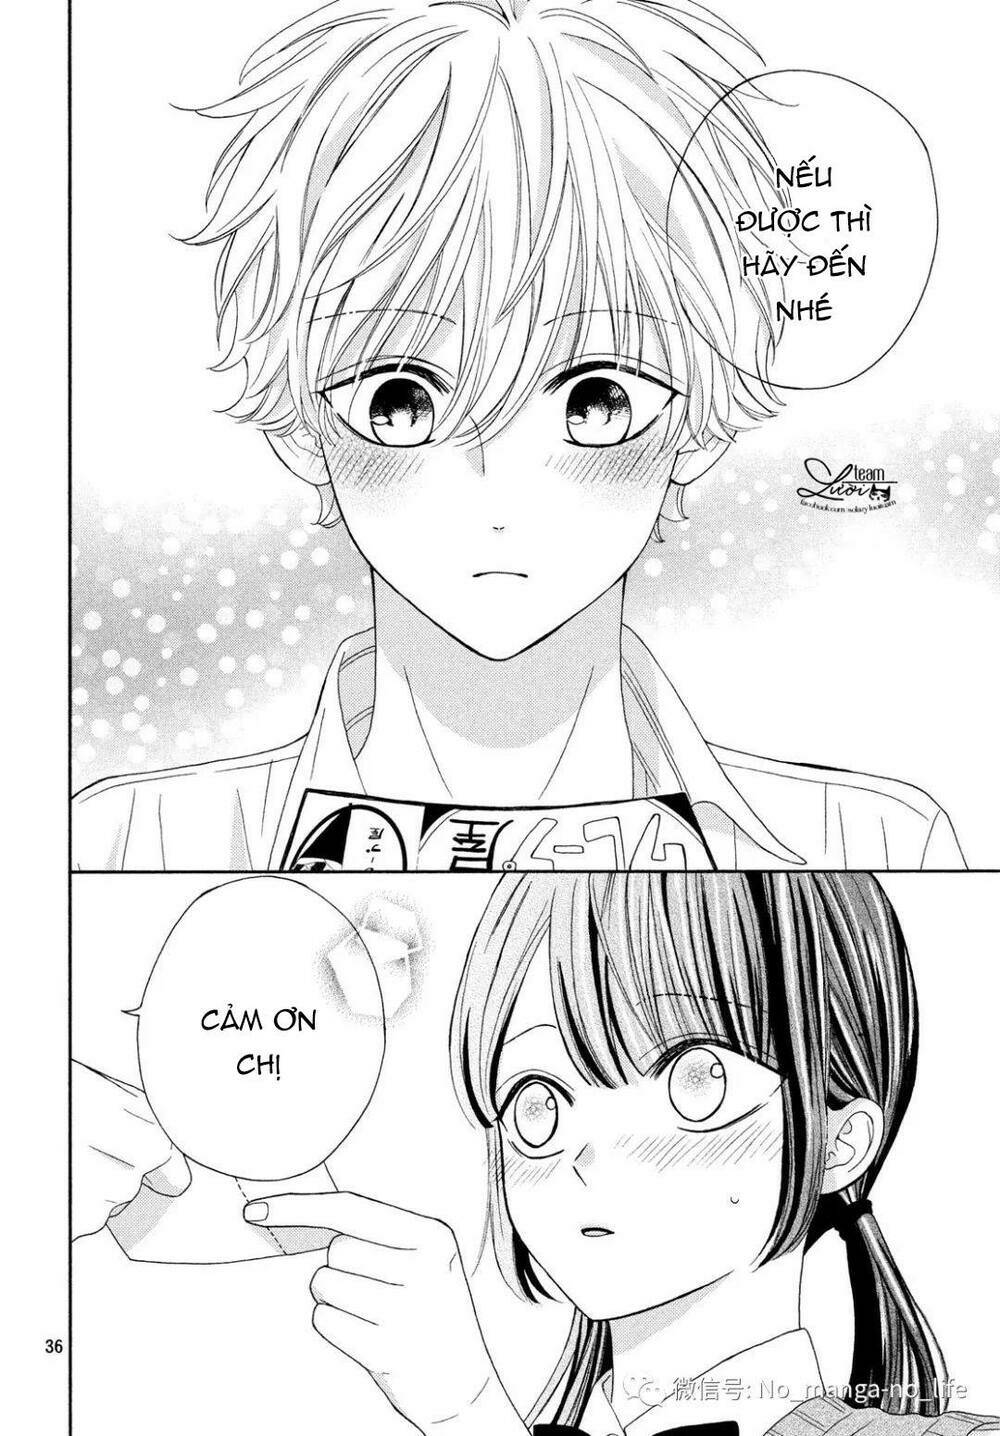 NẾU
ĐƯỢC THÌ
HÃY ĐẾN
NHÉ
team
Lười
CẢM ƠN
CHỊ
36
微信号: No_manga-no_life